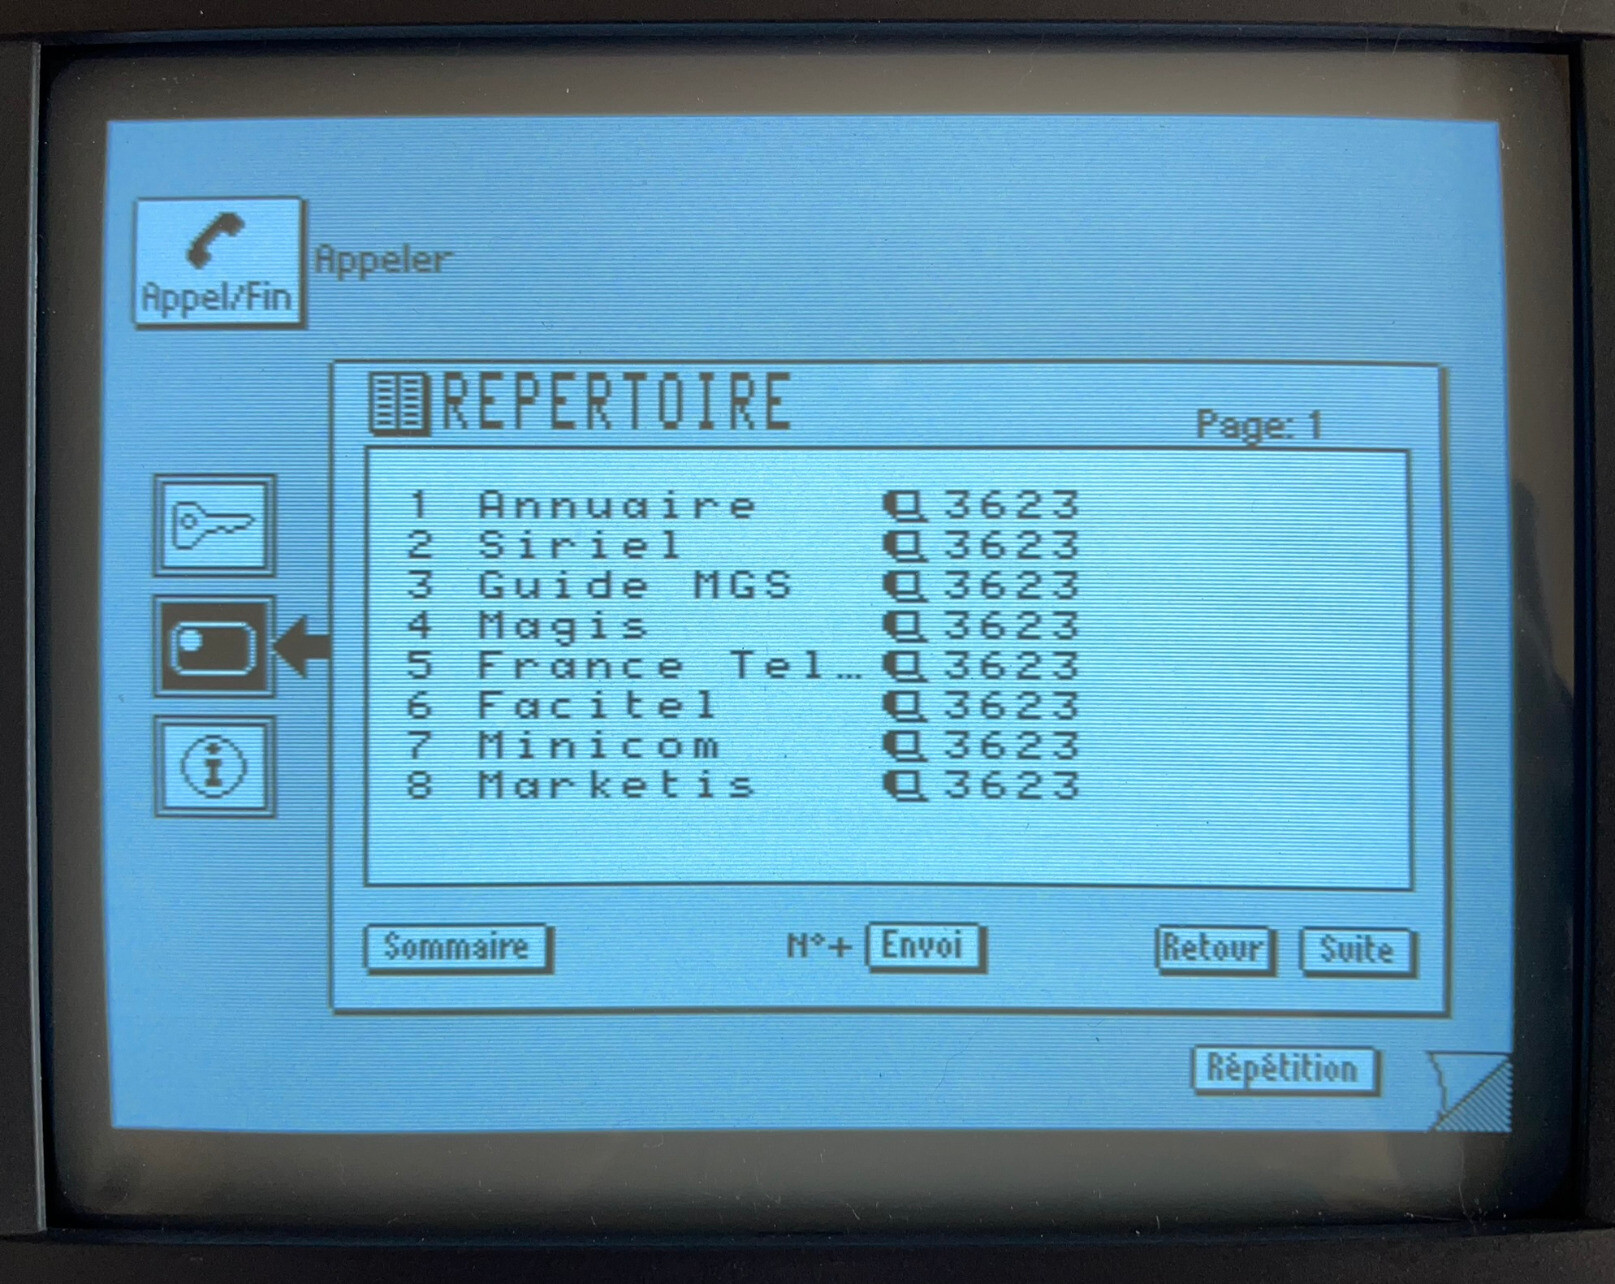 Appel/Fin
Appeler
REPERTOIRE
Page: 1
1 Annuaire 3623
2 Siriel 3623
3 Guide MGS 3623
4 Magis 3623
5 France Tel… 3623
6 Facitel 3623
7 Minicom 3623
8 Marketis 3623
Sommaire N°+ Envoi Retour Suite
Répétition